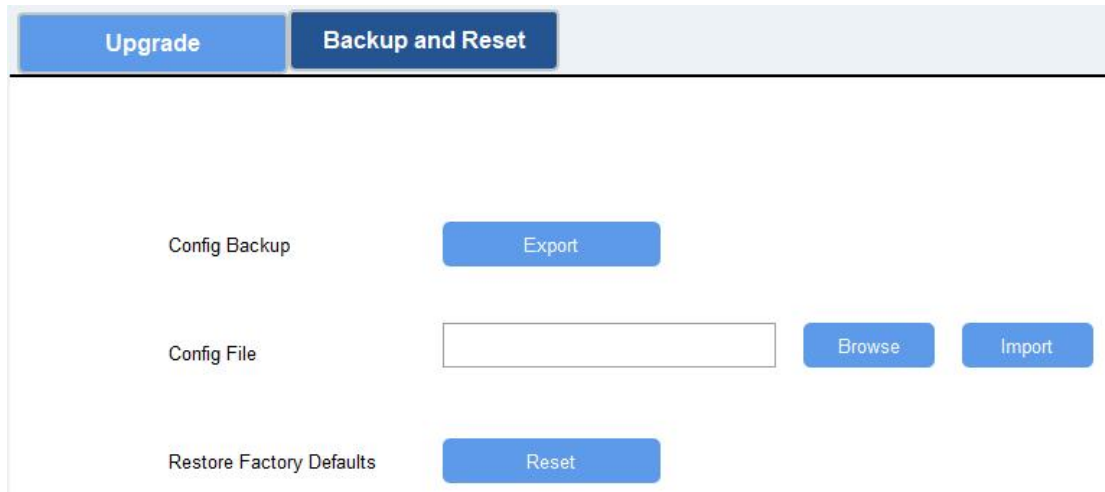 Upgrade
Backup and Reset
Config Backup
Export
Config File
Browse
Import
Restore Factory Defaults
Reset